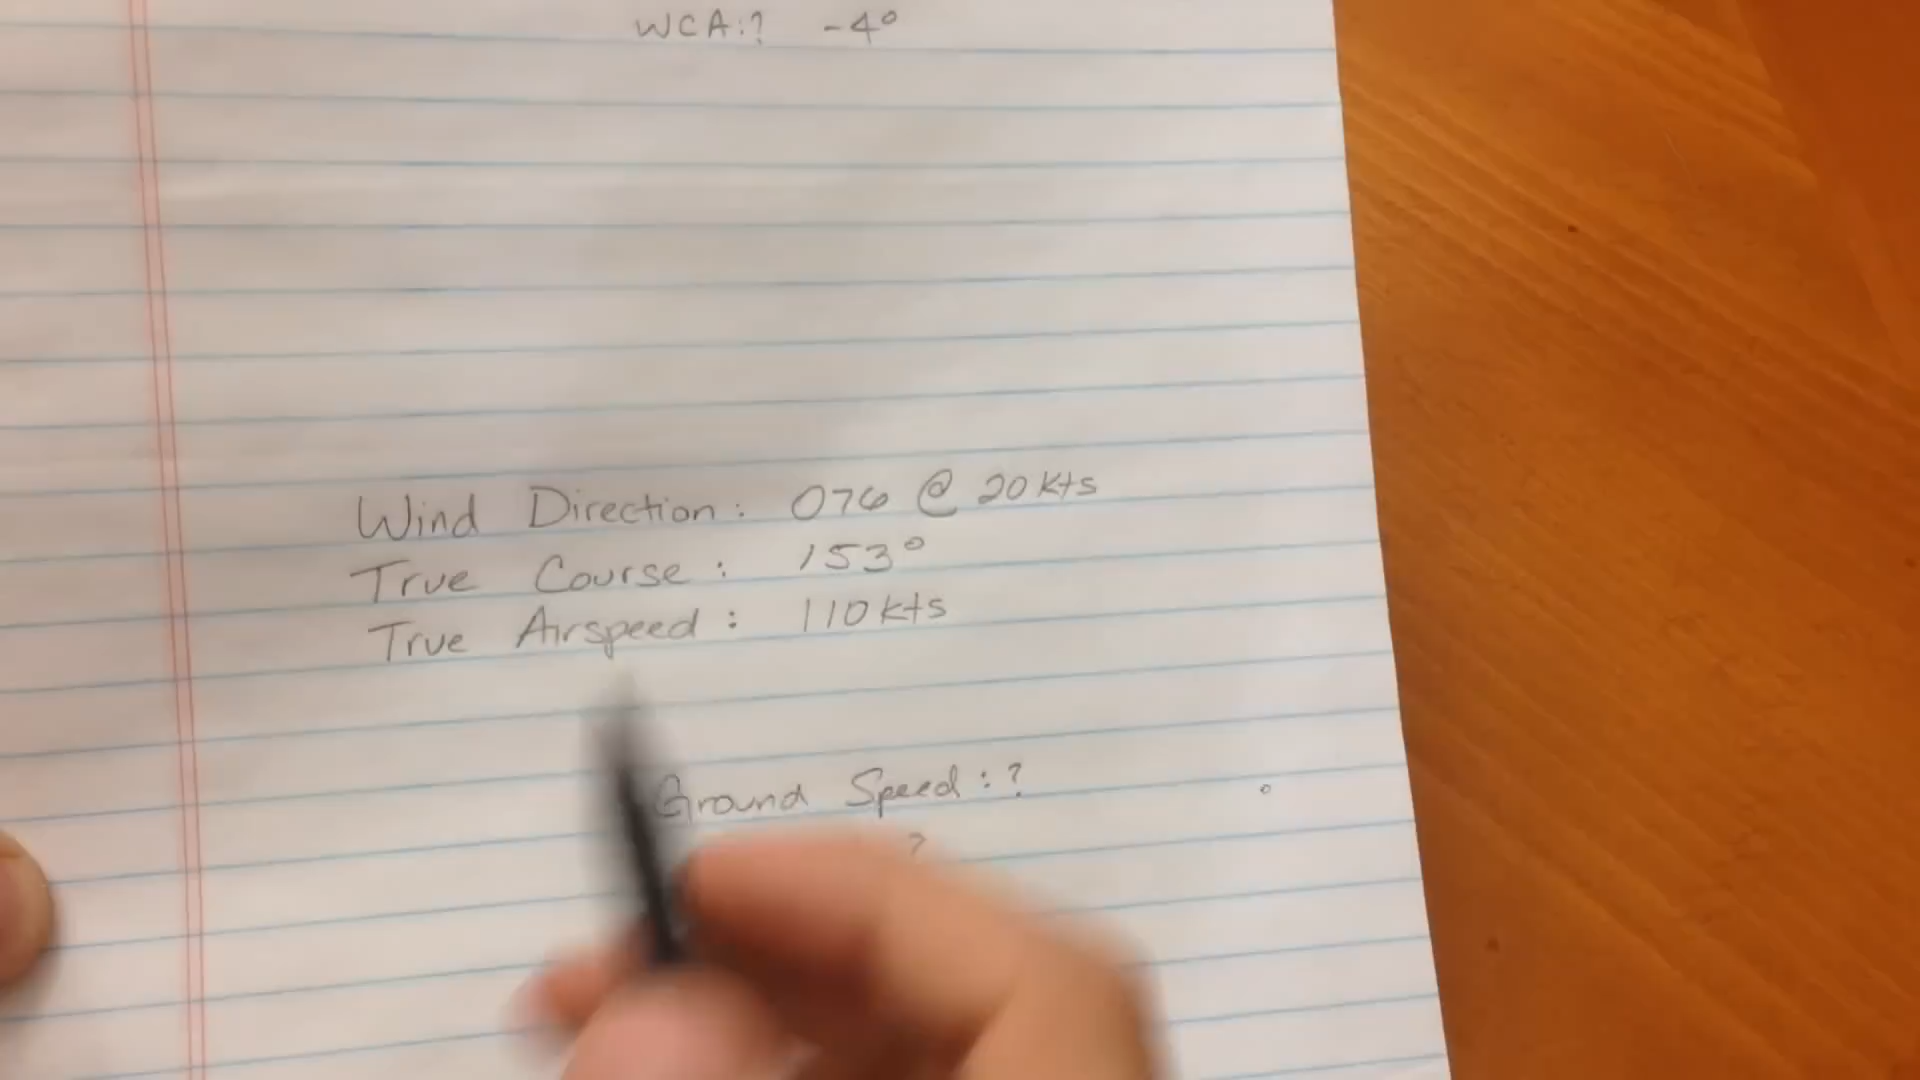 WCA:? -4°
Wind Direction: 076 @ 20kts
True Course: 153°
True Airspeed: 110kts
Ground Speed:?
?